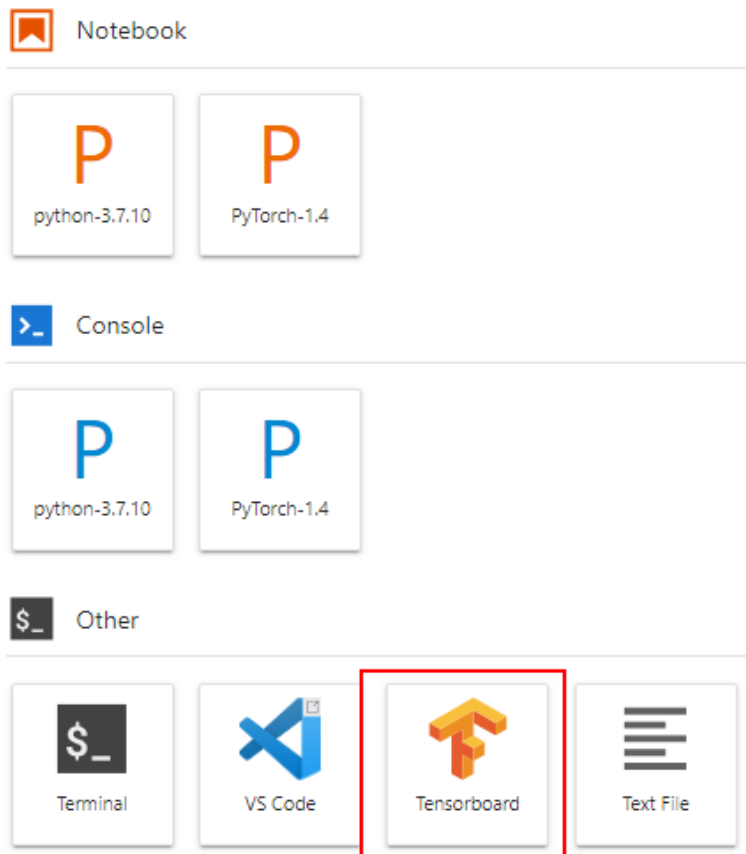 Notebook
P P
python-3.7.10 PyTorch-1.4
>_ Console
P P
python-3.7.10 PyTorch-1.4
$_ Other
$_
Terminal VS Code Tensorboard Text File